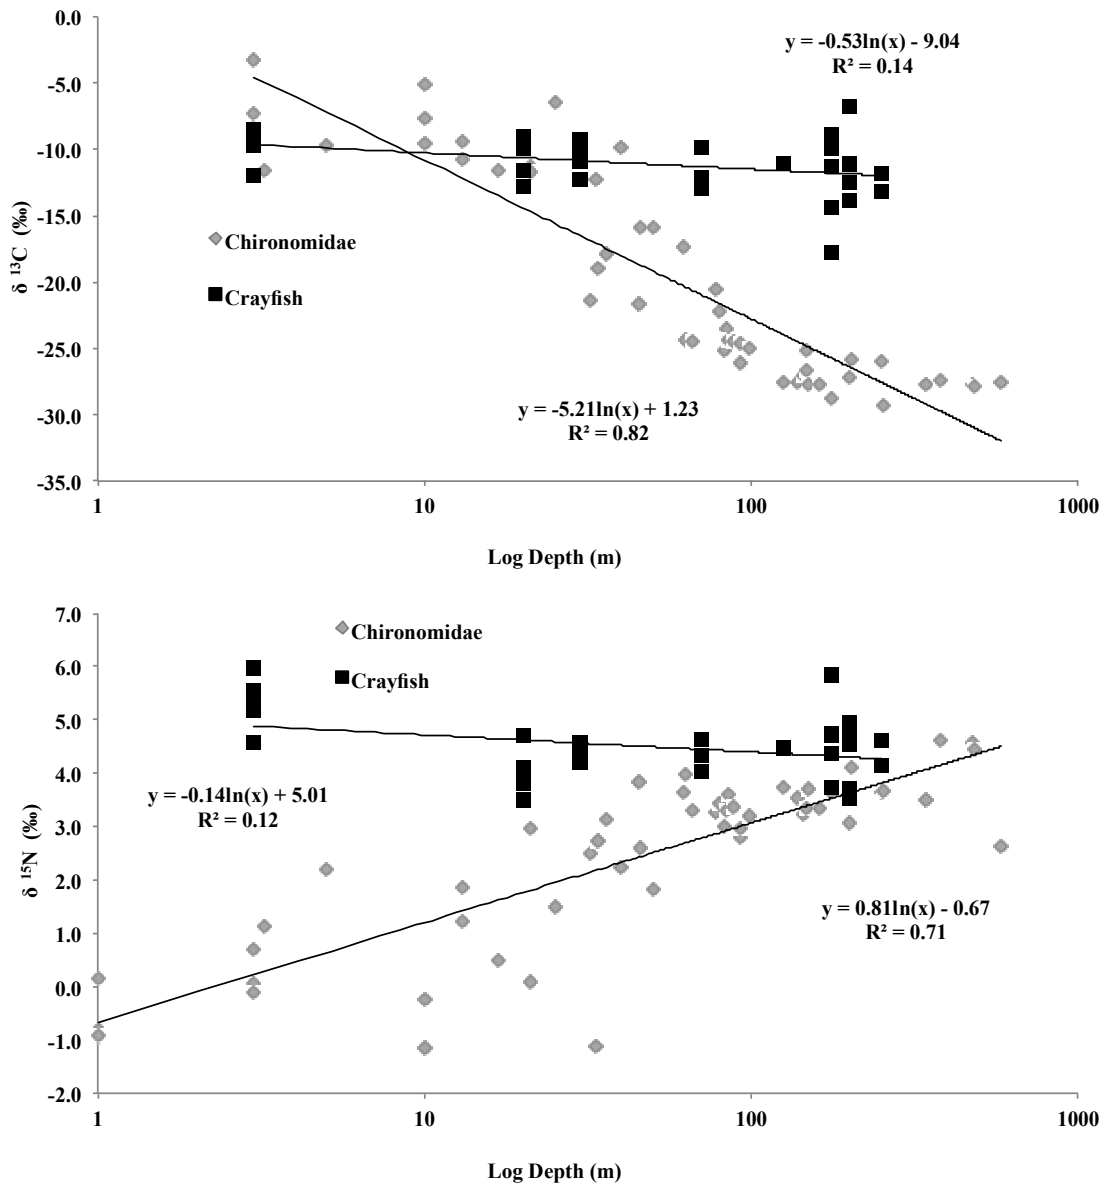 0.0
-5.0
-10.0
-15.0
-20.0
-25.0
-30.0
-35.0
δ ¹³C (‰)
y = -0.53ln(x) - 9.04
R² = 0.14
Chironomidae
Crayfish
y = -5.21ln(x) + 1.23
R² = 0.82
1 10 100 1000
Log Depth (m)
7.0
6.0
5.0
4.0
3.0
2.0
1.0
0.0
-1.0
-2.0
δ ¹⁵N (‰)
Chironomidae
Crayfish
y = -0.14ln(x) + 5.01
R² = 0.12
y = 0.81ln(x) - 0.67
R² = 0.71
1 10 100 1000
Log Depth (m)